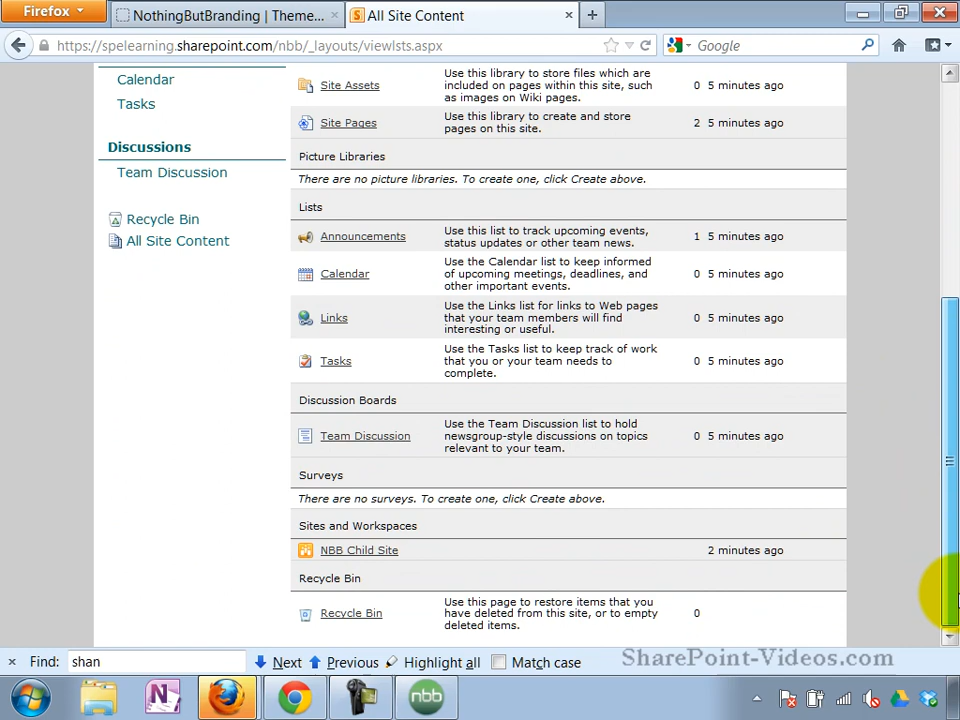 Firefox
NothingButBranding | Theme...
All Site Content
https://spelearning.sharepoint.com/nbb/_layouts/viewlsts.aspx
Google
Calendar
Tasks
Discussions
Team Discussion
Recycle Bin
All Site Content
Site Assets
Use this library to store files which are
included on pages within this site, such
as images on Wiki pages.
0 5 minutes ago
Site Pages
Use this library to create and store
pages on this site.
2 5 minutes ago
Picture Libraries
There are no picture libraries. To create one, click Create above.
Lists
Announcements
Use this list to track upcoming events,
status updates or other team news.
1 5 minutes ago
Calendar
Use the Calendar list to keep informed
of upcoming meetings, deadlines, and
other important events.
0 5 minutes ago
Links
Use the Links list for links to Web pages
that your team members will find
interesting or useful.
0 5 minutes ago
Tasks
Use the Tasks list to keep track of work
that you or your team needs to
complete.
0 5 minutes ago
Discussion Boards
Team Discussion
Use the Team Discussion list to hold
newsgroup-style discussions on topics
relevant to your team.
0 5 minutes ago
Surveys
There are no surveys. To create one, click Create above.
Sites and Workspaces
NBB Child Site
2 minutes ago
Recycle Bin
Recycle Bin
Use this page to restore items that you
have deleted from this site, or to empty
deleted items.
0
Find: shan
Next Previous Highlight all Match case
SharePoint-Videos.com
nbb